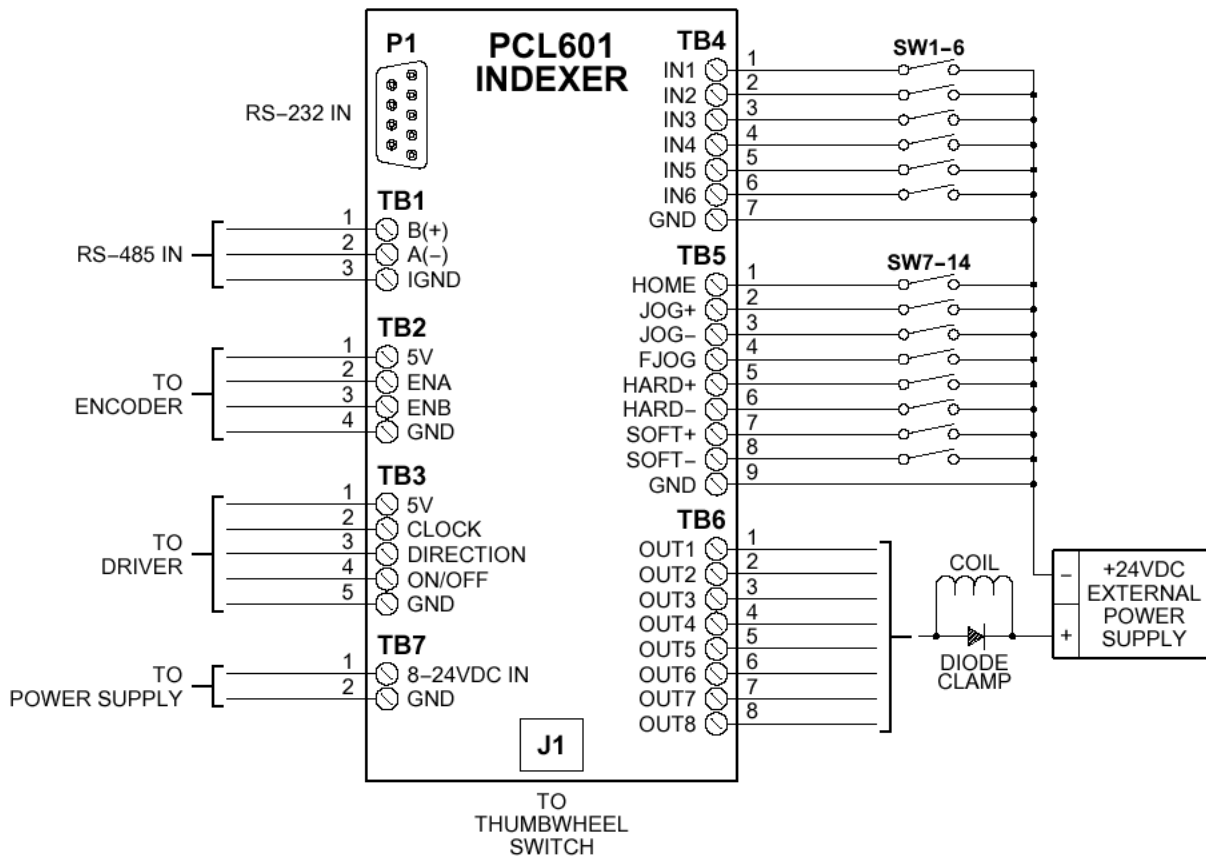 PCL601
INDEXER
P1
RS-232 IN
TB1
1 B(+)
2 A(-)
3 IGND
RS-485 IN
TB2
1 5V
2 ENA
3 ENB
4 GND
TO
ENCODER
TB3
1 5V
2 CLOCK
3 DIRECTION
4 ON/OFF
5 GND
TO
DRIVER
TB7
1 8-24VDC IN
2 GND
TO
POWER SUPPLY
J1
TO
THUMBWHEEL
SWITCH
TB4
SW1-6
IN1 1
IN2 2
IN3 3
IN4 4
IN5 5
IN6 6
GND 7
TB5
SW7-14
HOME 1
JOG+ 2
JOG- 3
FJOG 4
HARD+ 5
HARD- 6
SOFT+ 7
SOFT- 8
GND 9
TB6
OUT1 1
OUT2 2
OUT3 3
OUT4 4
OUT5 5
OUT6 6
OUT7 7
OUT8 8
COIL
DIODE
CLAMP
-
+
+24VDC
EXTERNAL
POWER
SUPPLY